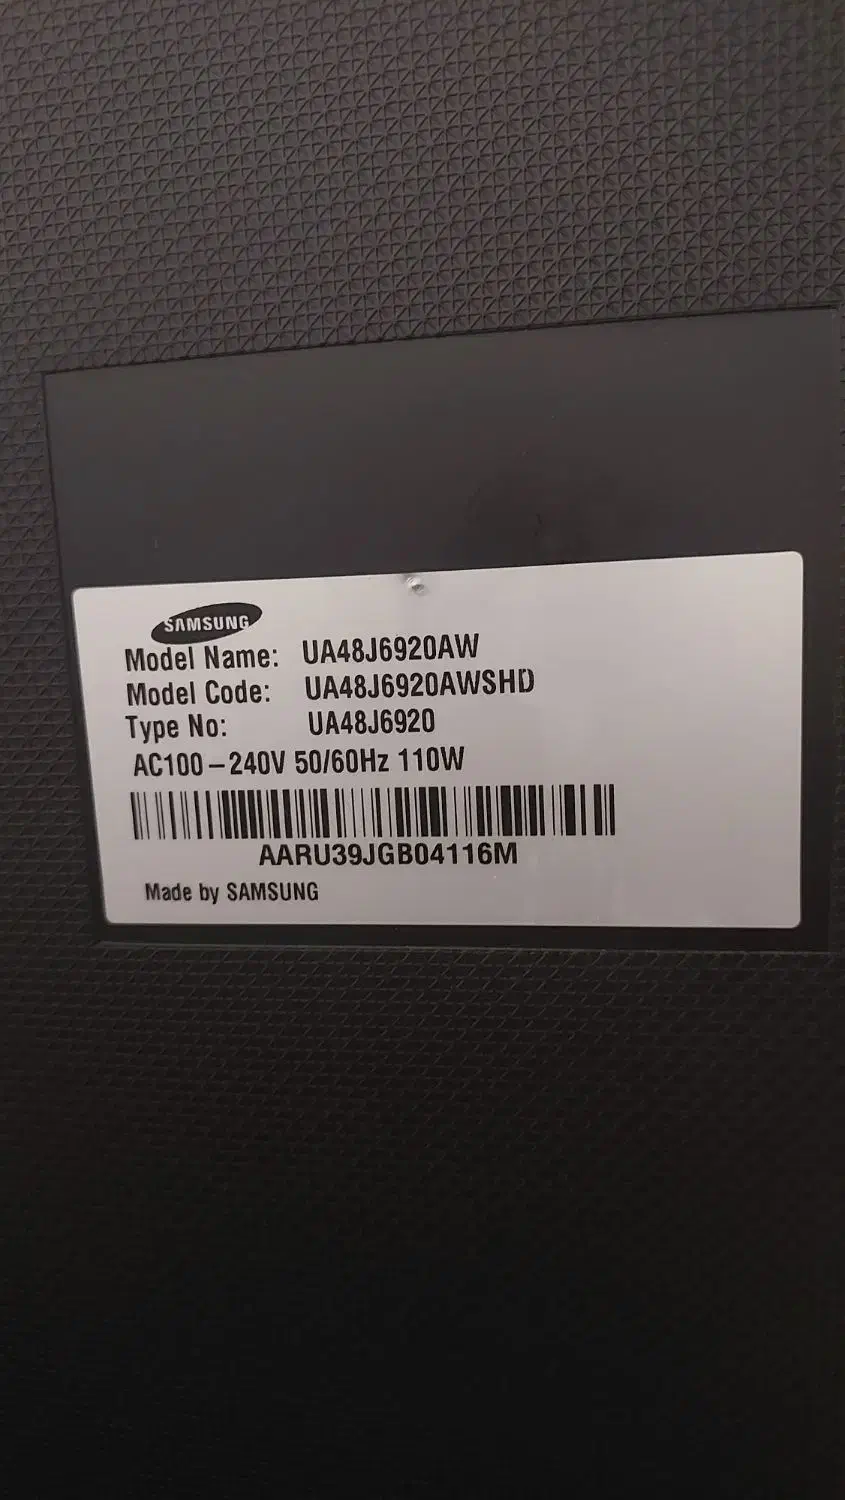 SAMSUNG
Model Name: UA48J6920AW
Model Code: UA48J6920AWSHD
Type No: UA48J6920
AC100-240V 50/60Hz 110W
AARU39JGB04116M
Made by SAMSUNG